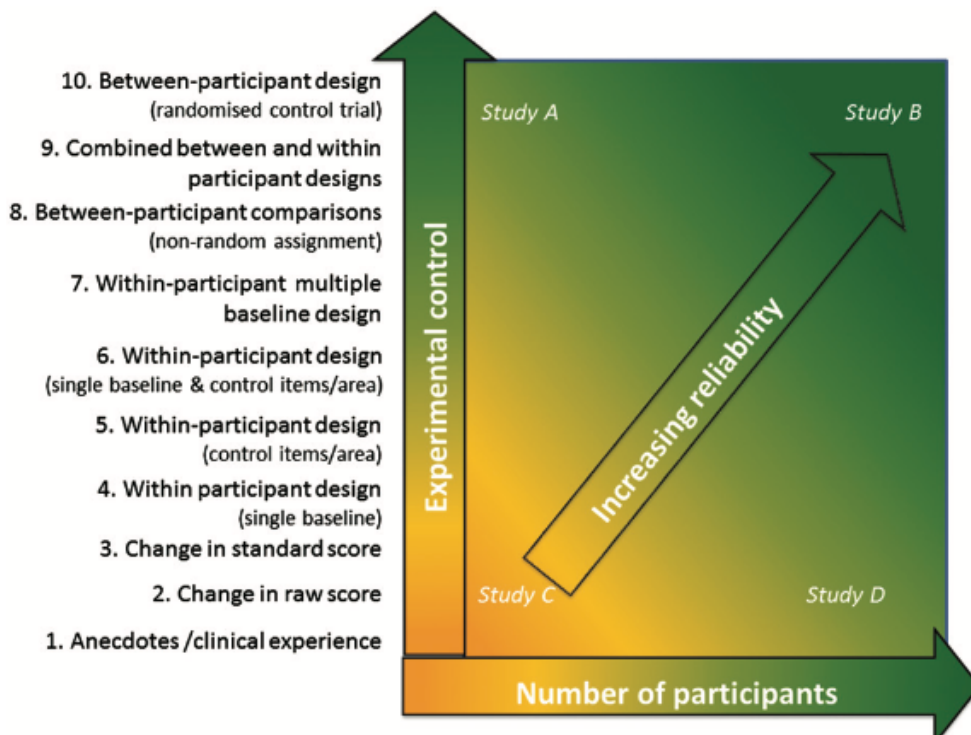 10. Between-participant design
(randomised control trial)
9. Combined between and within
participant designs
8. Between-participant comparisons
(non-random assignment)
7. Within-participant multiple
baseline design
6. Within-participant design
(single baseline & control items/area)
5. Within-participant design
(control items/area)
4. Within participant design
(single baseline)
3. Change in standard score
2. Change in raw score
1. Anecdotes /clinical experience
Experimental control
Study A
Study B
Increasing reliability
Study C
Study D
Number of participants